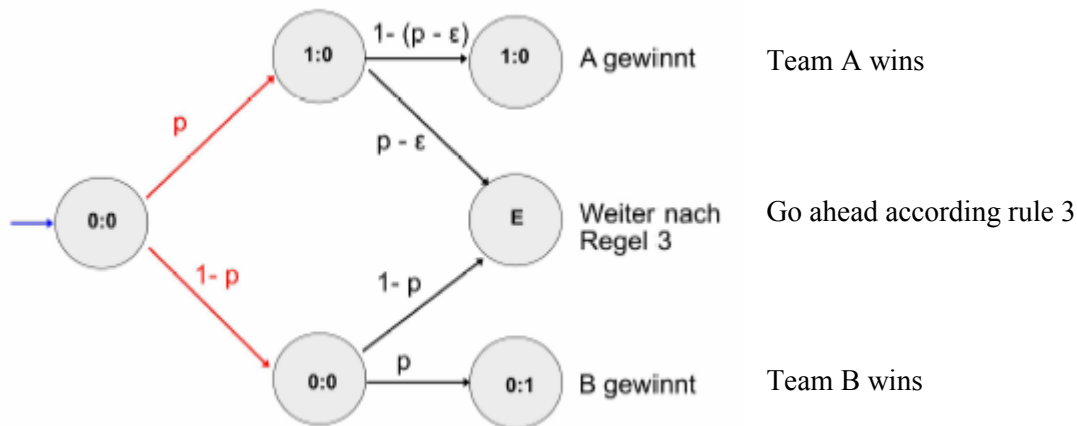 1:0
1- (p - ε)
1:0
A gewinnt
Team A wins
p
p - ε
0:0
E
Weiter nach
Regel 3
Go ahead according rule 3
1- p
1- p
0:0
p
0:1
B gewinnt
Team B wins